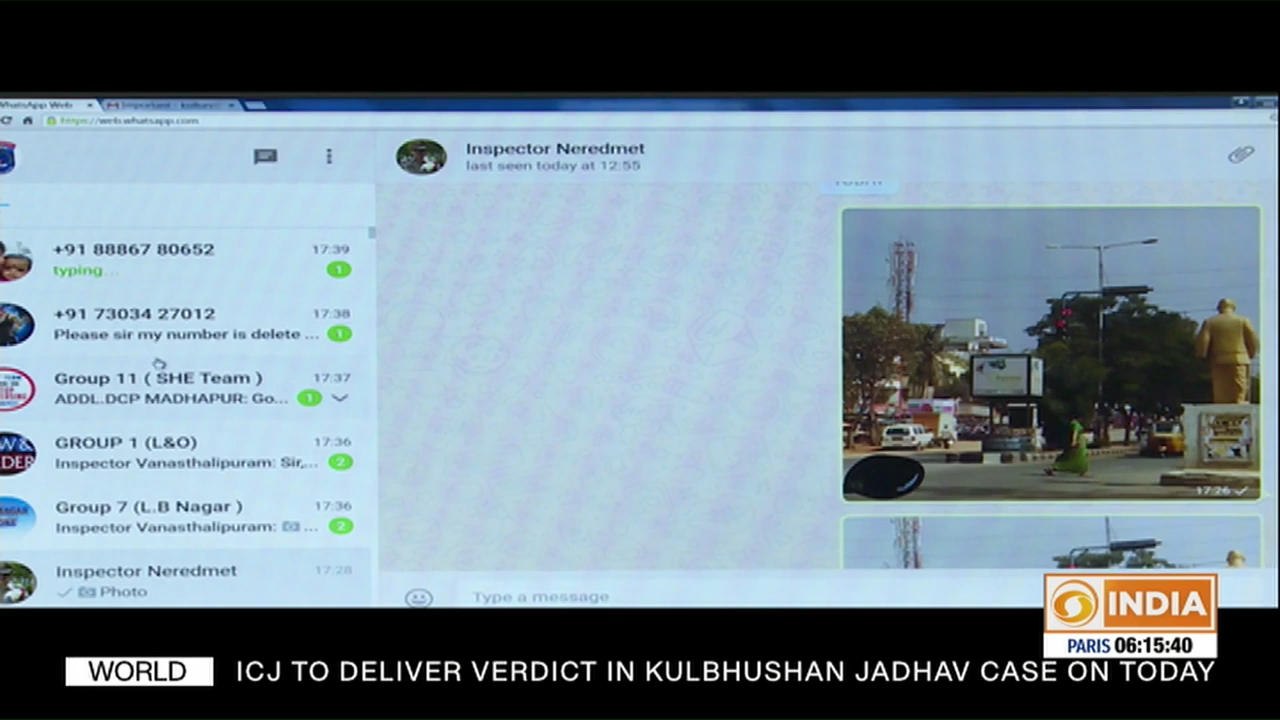 WhatsApp Web
https://web.whatsapp.com
Inspector Neredmet
last seen today at 12:55
+91 88867 80652 17:39
typing... 1
+91 73034 27012 17:38
Please sir my number is delete ... 1
Group 11 ( SHE Team ) 17:37
ADDL.DCP MADHAPUR: Go... 1
GROUP 1 (L&O) 17:36
Inspector Vanasthalipuram: Sir,... 2
Group 7 (L.B Nagar ) 17:36
Inspector Vanasthalipuram: ... 2
Inspector Neredmet 17:28
Photo
17:26
Type a message
INDIA
PARIS 06:15:40
WORLD ICJ TO DELIVER VERDICT IN KULBHUSHAN JADHAV CASE ON TODAY